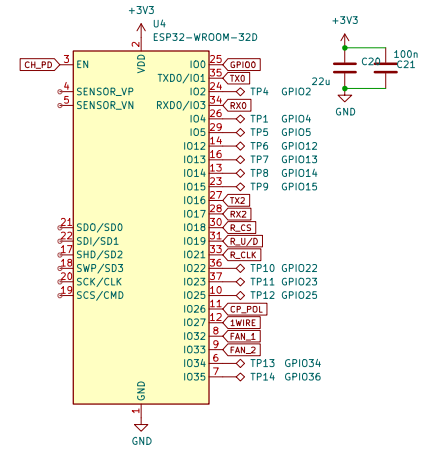 +3V3
U4
ESP32-WROOM-32D
2
VDD
CH_PD 3 EN
IO0 25 GPIO0
TXD0/IO1 35 TX0
4 SENSOR_VP
IO2 24 TP4 GPIO2
5 SENSOR_VN
RXD0/IO3 34 RX0
IO4 26 TP1 GPIO4
IO5 29 TP5 GPIO5
IO12 14 TP6 GPIO12
IO13 16 TP7 GPIO13
IO14 13 TP8 GPIO14
IO15 23 TP9 GPIO15
IO16 27 TX2
IO17 28 RX2
21 SDO/SD0
IO18 30 R_CS
22 SDI/SD1
IO19 31 R_U/D
17 SHD/SD2
IO21 33 R_CLK
18 SWP/SD3
IO22 36 TP10 GPIO22
20 SCK/CLK
IO23 37 TP11 GPIO23
19 SCS/CMD
IO25 10 TP12 GPIO25
IO26 11 CP_POL
IO27 12 1WIRE
IO32 8 FAN_1
IO33 9 FAN_2
IO34 6 TP13 GPIO34
IO35 7 TP14 GPIO36
GND
1
GND
+3V3
C20
22u
100n
C21
GND